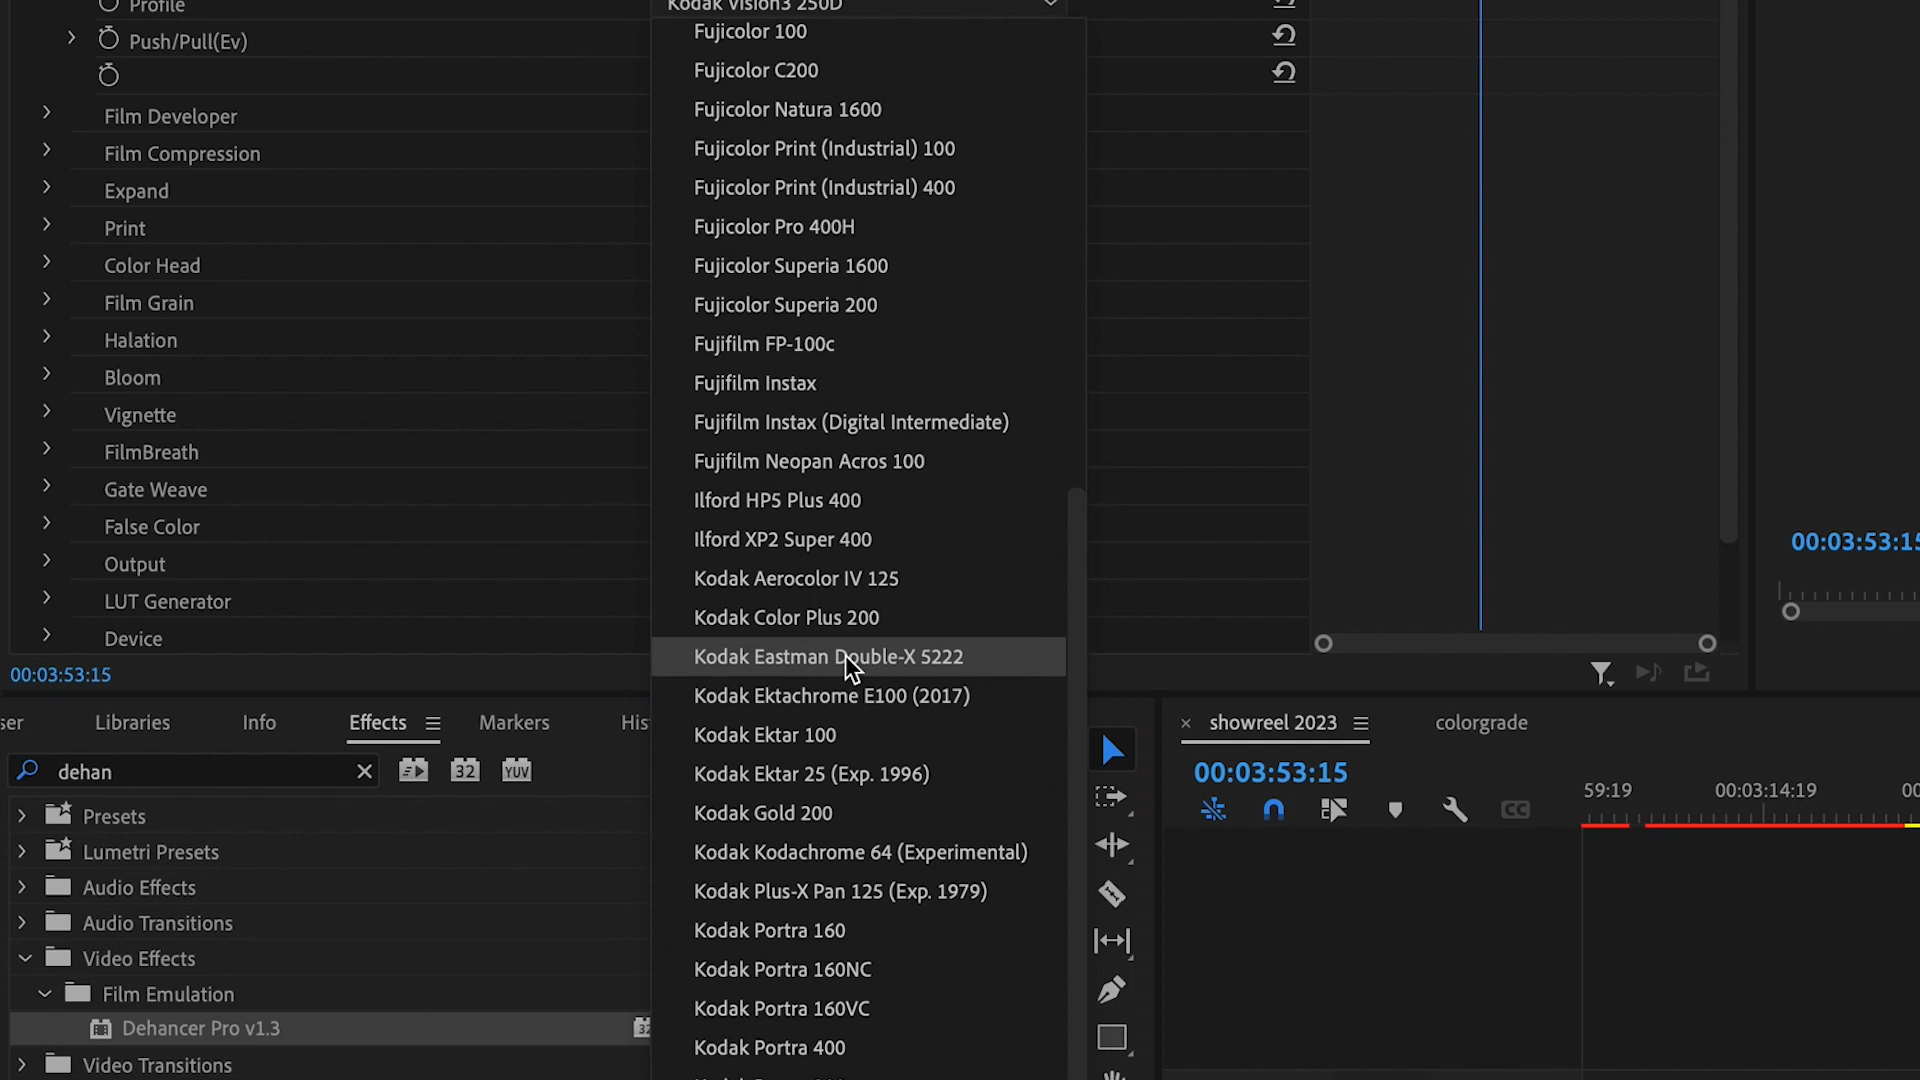 Profile
Kodak Vision3 250D
Push/Pull(Ev)
Film Developer
Film Compression
Expand
Print
Color Head
Film Grain
Halation
Bloom
Vignette
FilmBreath
Gate Weave
False Color
Output
LUT Generator
Device
00:03:53:15
Fujicolor 100
Fujicolor C200
Fujicolor Natura 1600
Fujicolor Print (Industrial) 100
Fujicolor Print (Industrial) 400
Fujicolor Pro 400H
Fujicolor Superia 1600
Fujicolor Superia 200
Fujifilm FP-100c
Fujifilm Instax
Fujifilm Instax (Digital Intermediate)
Fujifilm Neopan Acros 100
Ilford HP5 Plus 400
Ilford XP2 Super 400
Kodak Aerocolor IV 125
Kodak Color Plus 200
Kodak Eastman Double-X 5222
Kodak Ektachrome E100 (2017)
Kodak Ektar 100
Kodak Ektar 25 (Exp. 1996)
Kodak Gold 200
Kodak Kodachrome 64 (Experimental)
Kodak Plus-X Pan 125 (Exp. 1979)
Kodak Portra 160
Kodak Portra 160NC
Kodak Portra 160VC
Kodak Portra 400
00:03:53:15
ser Libraries Info Effects Markers His
dehan
32 YUV
Presets
Lumetri Presets
Audio Effects
Audio Transitions
Video Effects
Film Emulation
Dehancer Pro v1.3
32
Video Transitions
showreel 2023 colorgrade
00:03:53:15
CC
59:19 00:03:14:19 00